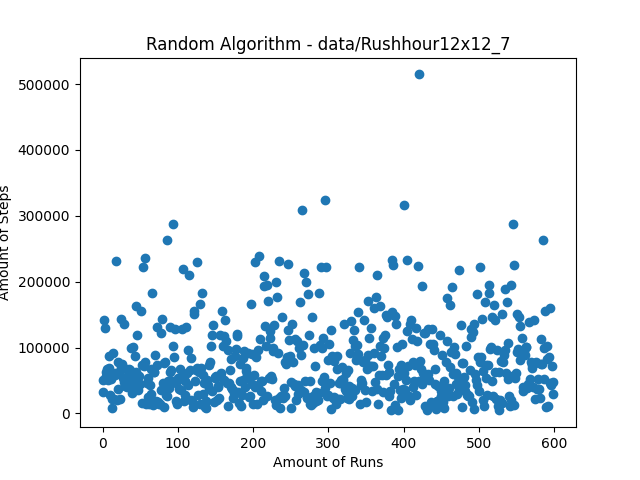 Random Algorithm - data/Rushhour12x12_7
500000
400000
300000
200000
100000
0
Amount of Steps
0 100 200 300 400 500 600
Amount of Runs